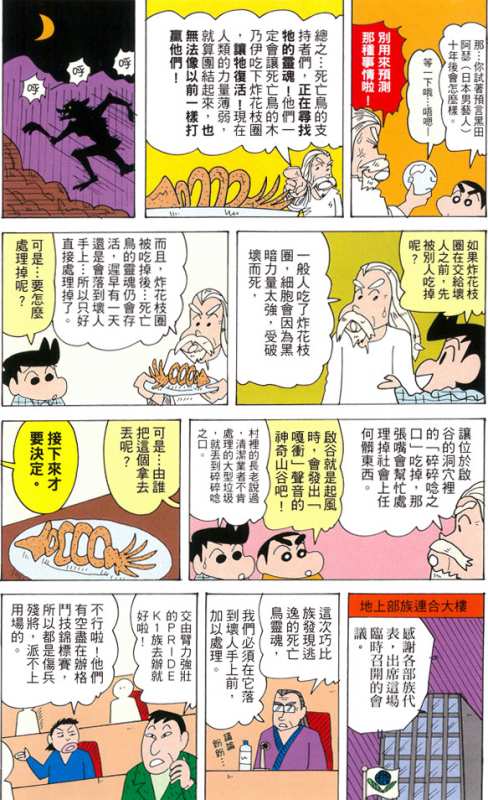 那…你試著預言黑田
阿瑟（日本男藝人）
十年後會怎麼樣。
等一下哦…唔嗯…
別用來預測
那種事情啦！
總之…死亡鳥的支
持者們，正在尋找
牠的靈魂！他們一
定會讓死亡鳥的木
乃伊吃下炸花枝圈
，讓牠復活！現在
人類的力量薄弱，
就算團結起來，也
無法像以前一樣打
贏他們！
呼
呼
呼
如果炸花枝
圈在交給壞
人之前，先
被別人吃掉
呢？
一般人吃了炸花枝
圈，細胞會因為黑
暗力量太強，受破
壞而死。
而且，炸花枝圈
被吃掉後…死亡
鳥的靈魂仍會存
活，遲早有一天
還是會落到壞人
手上…所以只好
直接處理掉了。
可是…要怎麼
處理掉呢？
讓位於啟
谷的洞穴裡
的「碎碎唸之
口」吃掉，那
張嘴會幫忙處
理掉社會上任
何髒東西。
啟谷就是起風
時，會發出「
嘎衝」聲音的
神奇山谷吧！
村裡的長老說過
，清潔業者不肯
處理的大型垃圾
，就丟到碎碎唸
之口。
可是…由誰
把這個拿去
丟呢？
接下來才
要決定。
地上部族連合大樓
感謝各部族代
表，出席這場
臨時召開的會
議。
這次巧比
族發現逃
逸的死亡
鳥靈魂，
我們必須在它落
到壞人手上前，
加以處理。
議論
紛紛…
交由臂力強壯
的PRIDE
K1族去辦就
好啦！
不行啦！他們
有空盡在辦格
鬥技錦標賽，
所以都是傷兵
殘將，派不上
用場的。